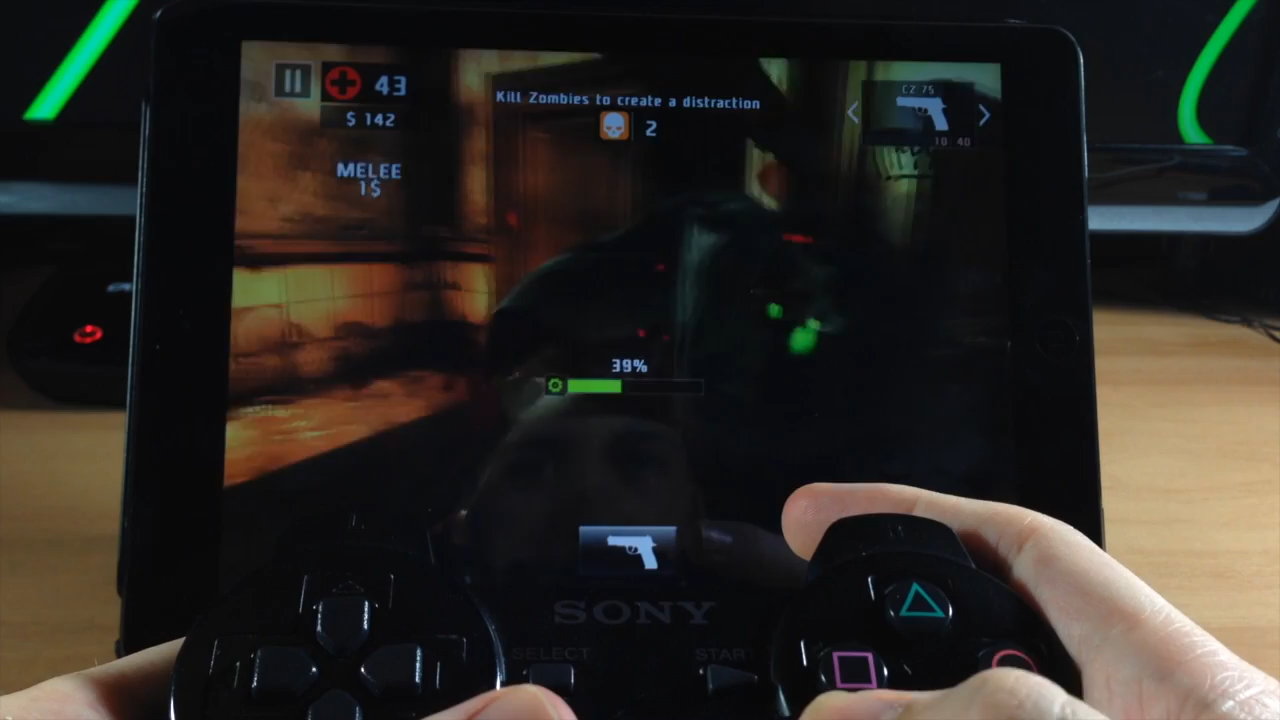 43
$ 142
MELEE
1$
Kill Zombies to create a distraction
2
CZ 75
10 40
39%
SONY
SELECT
START